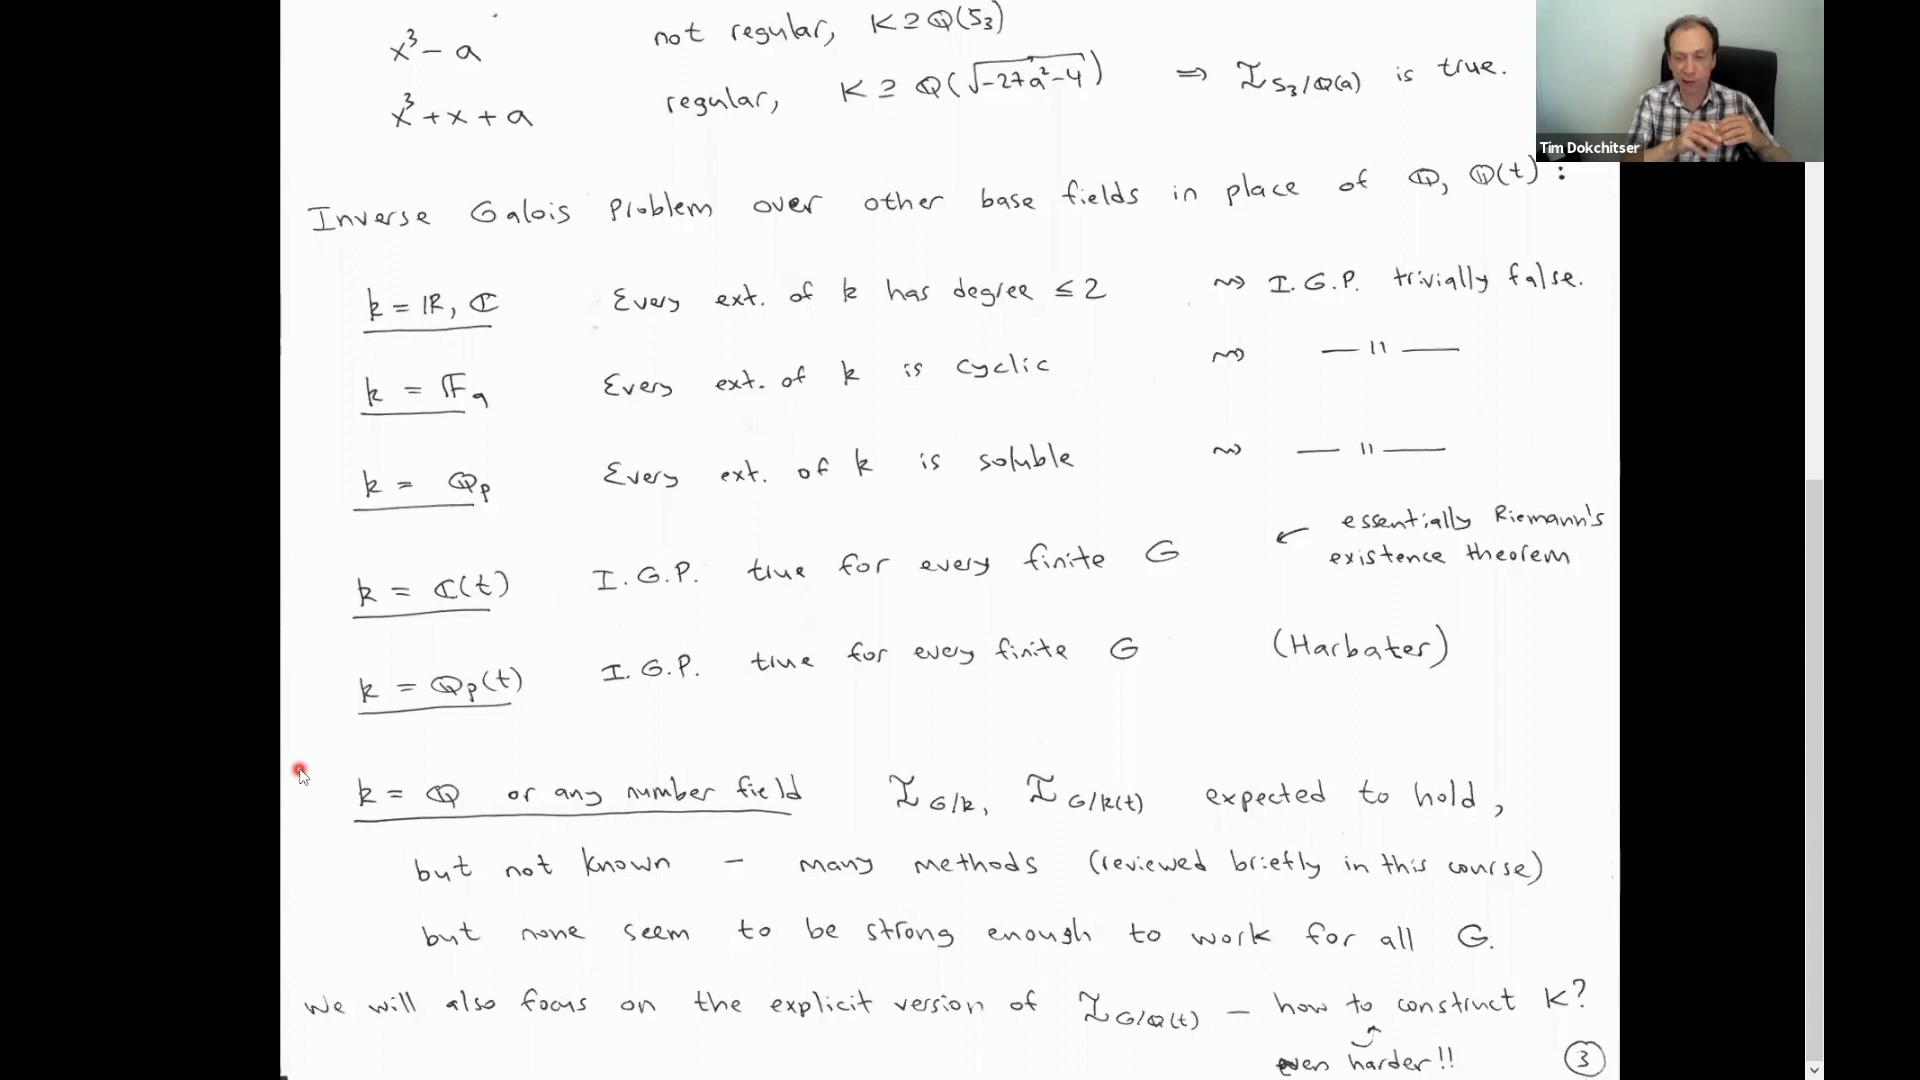 x³ - a not regular, K ⊇ ℚ(ζ₃)
x³ + x + a regular, K ⊇ ℚ(√-27a²-4) ⇒ I_{S₃/ℚ(a)} is true.
Tim Dokchitser
Inverse Galois Problem over other base fields in place of ℚ, ℚ(t):
k = ℝ, ℂ Every ext. of k has degree ≤ 2 ⇝ I.G.P. trivially false.
k = 𝔽q Every ext. of k is cyclic ⇝ — " —
k = ℚp Every ext. of k is soluble ⇝ — " —
k = ℂ(t) I.G.P. true for every finite G ← essentially Riemann's
existence theorem
k = ℚp(t) I.G.P. true for every finite G (Harbater)
k = ℚ or any number field I_{G/k}, I_{G/k(t)} expected to hold,
but not known - many methods (reviewed briefly in this course)
but none seem to be strong enough to work for all G.
We will also focus on the explicit version of I_{G/ℚ(t)} - how to construct K?
even harder!!
3